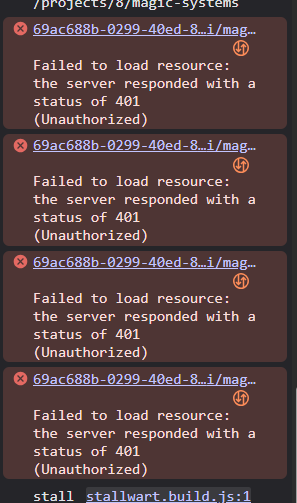 /projects/8/magic-systems
69ac688b-0299-40ed-8…i/mag…
Failed to load resource:
the server responded with a
status of 401
(Unauthorized)
69ac688b-0299-40ed-8…i/mag…
Failed to load resource:
the server responded with a
status of 401
(Unauthorized)
69ac688b-0299-40ed-8…i/mag…
Failed to load resource:
the server responded with a
status of 401
(Unauthorized)
69ac688b-0299-40ed-8…i/mag…
Failed to load resource:
the server responded with a
status of 401
(Unauthorized)
stall stallwart.build.js:1